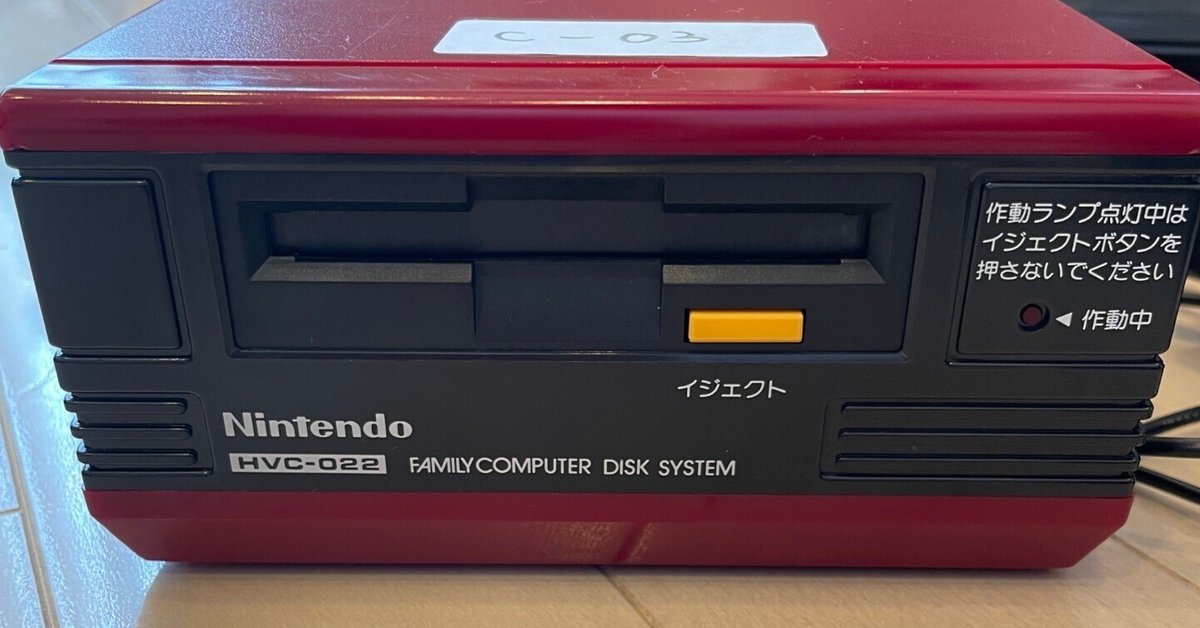 C-03
作動ランプ点灯中は
イジェクトボタンを
押さないでください
◀ 作動中
イジェクト
Nintendo
HVC-022 FAMILY COMPUTER DISK SYSTEM